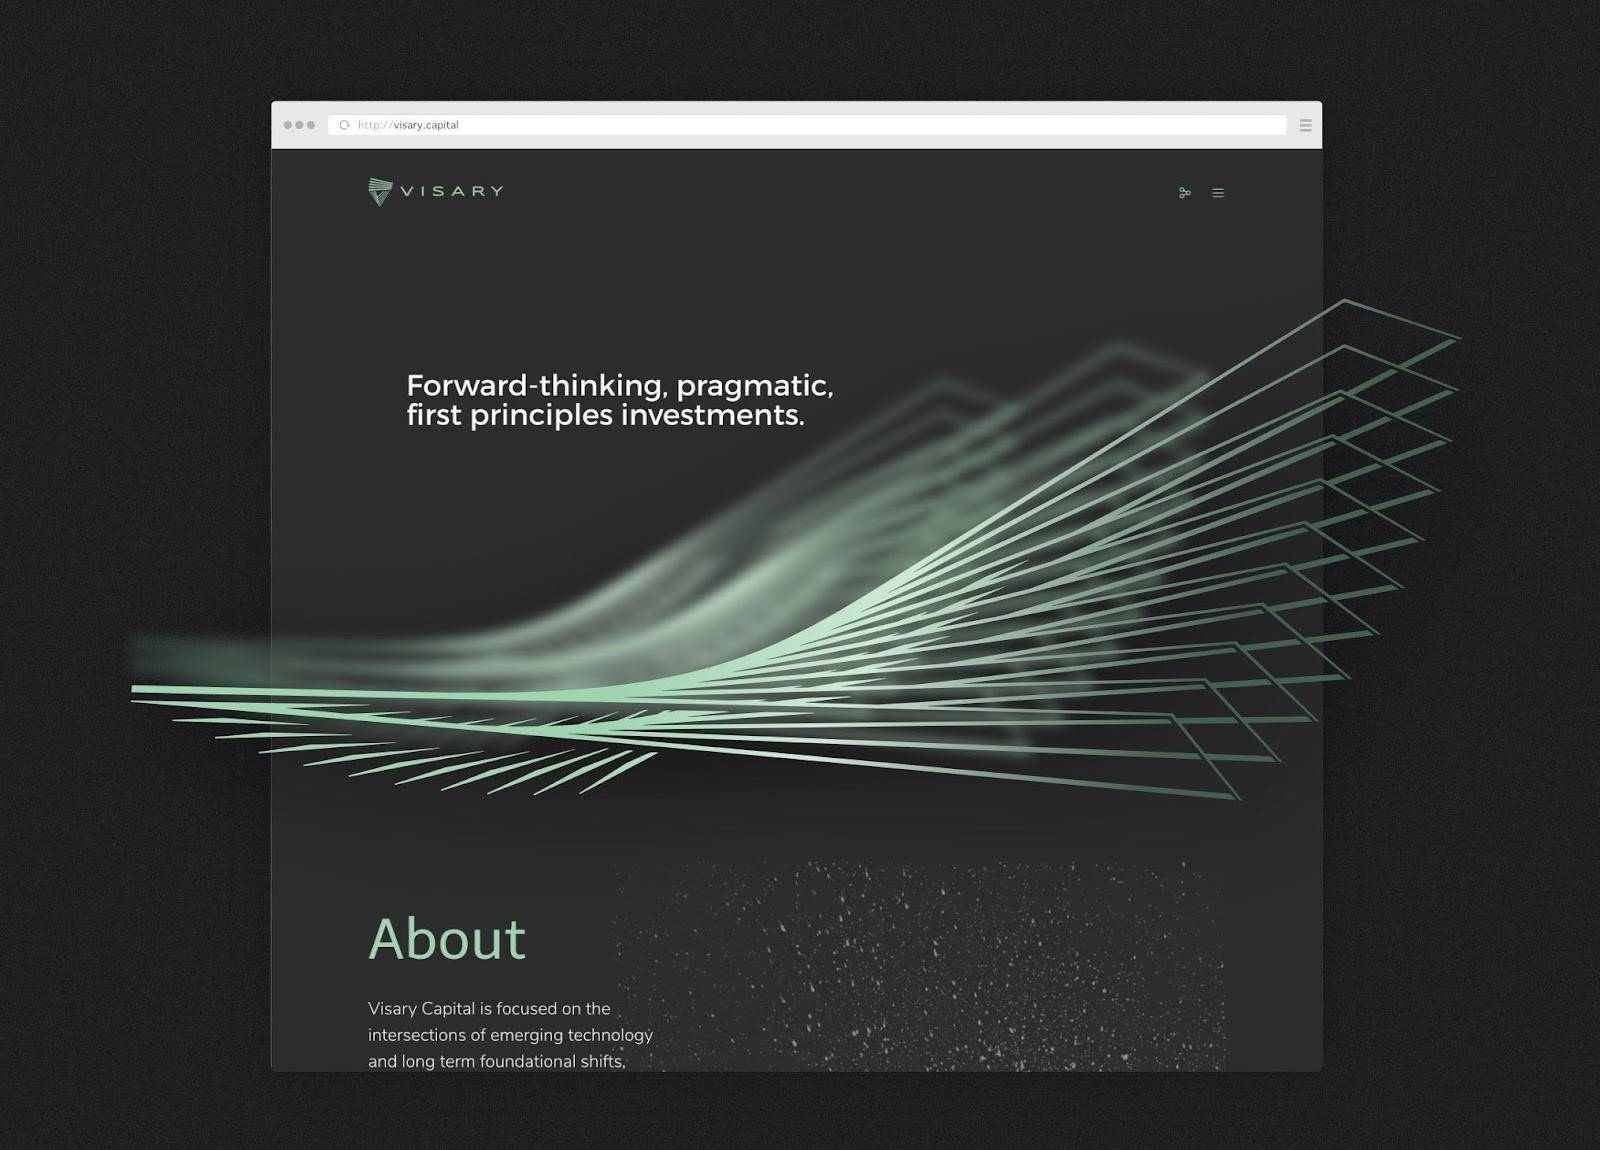 http://visary.capital
VISARY
Forward-thinking, pragmatic,
first principles investments.
About
Visary Capital is focused on the
intersections of emerging technology
and long term foundational shifts,